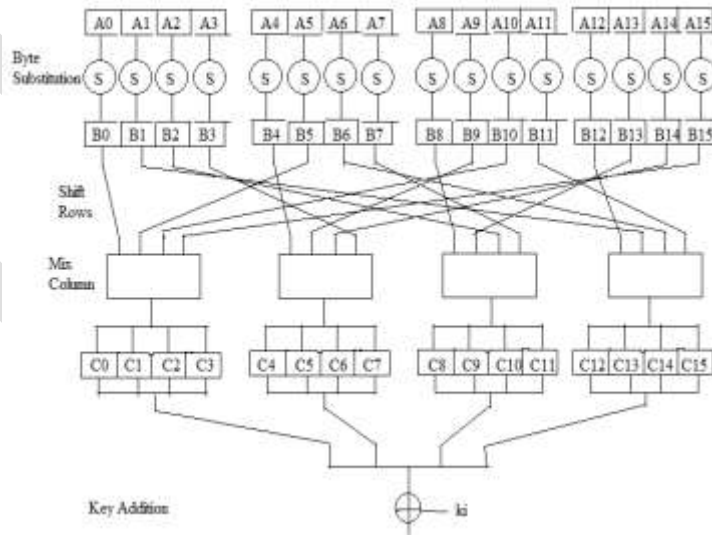 A0 A1 A2 A3 A4 A5 A6 A7 A8 A9 A10 A11 A12 A13 A14 A15
Byte
Substitution
S S S S S S S S S S S S S S S S
B0 B1 B2 B3 B4 B5 B6 B7 B8 B9 B10 B11 B12 B13 B14 B15
Shift
Rows
Mix
Column
C0 C1 C2 C3 C4 C5 C6 C7 C8 C9 C10 C11 C12 C13 C14 C15
Key Addition
ki